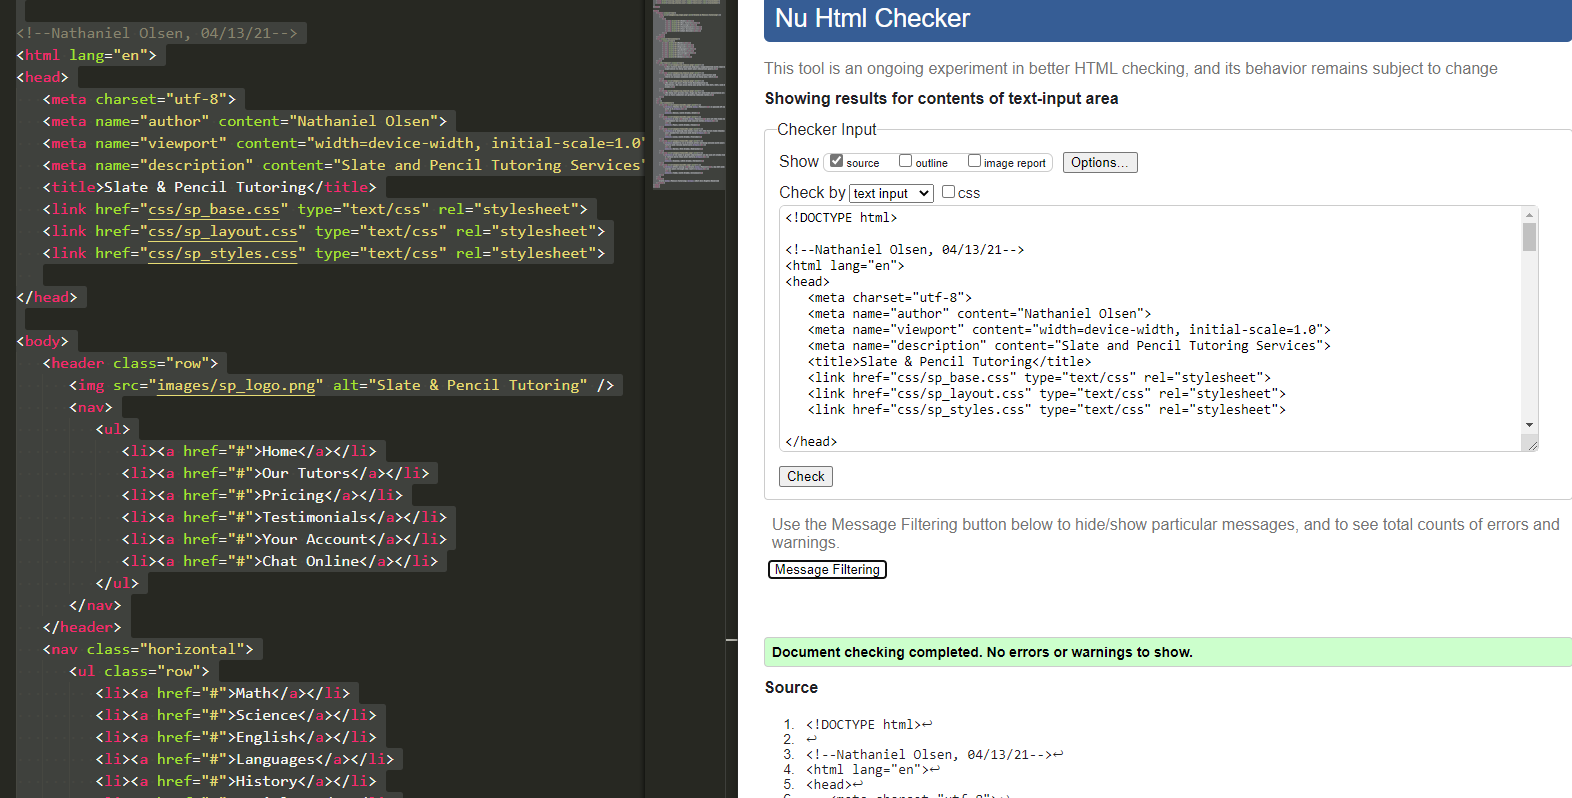 <!--Nathaniel Olsen, 04/13/21-->
<html lang="en">
<head>
<meta charset="utf-8">
<meta name="author" content="Nathaniel Olsen">
<meta name="viewport" content="width=device-width, initial-scale=1.0"
<meta name="description" content="Slate and Pencil Tutoring Services"
<title>Slate & Pencil Tutoring</title>
<link href="css/sp_base.css" type="text/css" rel="stylesheet">
<link href="css/sp_layout.css" type="text/css" rel="stylesheet">
<link href="css/sp_styles.css" type="text/css" rel="stylesheet">
</head>
<body>
<header class="row">
<img src="images/sp_logo.png" alt="Slate & Pencil Tutoring" />
<nav>
<ul>
<li><a href="#">Home</a></li>
<li><a href="#">Our Tutors</a></li>
<li><a href="#">Pricing</a></li>
<li><a href="#">Testimonials</a></li>
<li><a href="#">Your Account</a></li>
<li><a href="#">Chat Online</a></li>
</ul>
</nav>
</header>
<nav class="horizontal">
<ul class="row">
<li><a href="#">Math</a></li>
<li><a href="#">Science</a></li>
<li><a href="#">English</a></li>
<li><a href="#">Languages</a></li>
<li><a href="#">History</a></li>
Nu Html Checker
This tool is an ongoing experiment in better HTML checking, and its behavior remains subject to change
Showing results for contents of text-input area
Checker Input
Show source outline image report Options...
Check by text input css
<!DOCTYPE html>
<!--Nathaniel Olsen, 04/13/21-->
<html lang="en">
<head>
<meta charset="utf-8">
<meta name="author" content="Nathaniel Olsen">
<meta name="viewport" content="width=device-width, initial-scale=1.0">
<meta name="description" content="Slate and Pencil Tutoring Services">
<title>Slate & Pencil Tutoring</title>
<link href="css/sp_base.css" type="text/css" rel="stylesheet">
<link href="css/sp_layout.css" type="text/css" rel="stylesheet">
<link href="css/sp_styles.css" type="text/css" rel="stylesheet">
</head>
Check
Use the Message Filtering button below to hide/show particular messages, and to see total counts of errors and
warnings.
Message Filtering
Document checking completed. No errors or warnings to show.
Source
1. <!DOCTYPE html>↩
2. ↩
3. <!--Nathaniel Olsen, 04/13/21-->↩
4. <html lang="en">↩
5. <head>↩